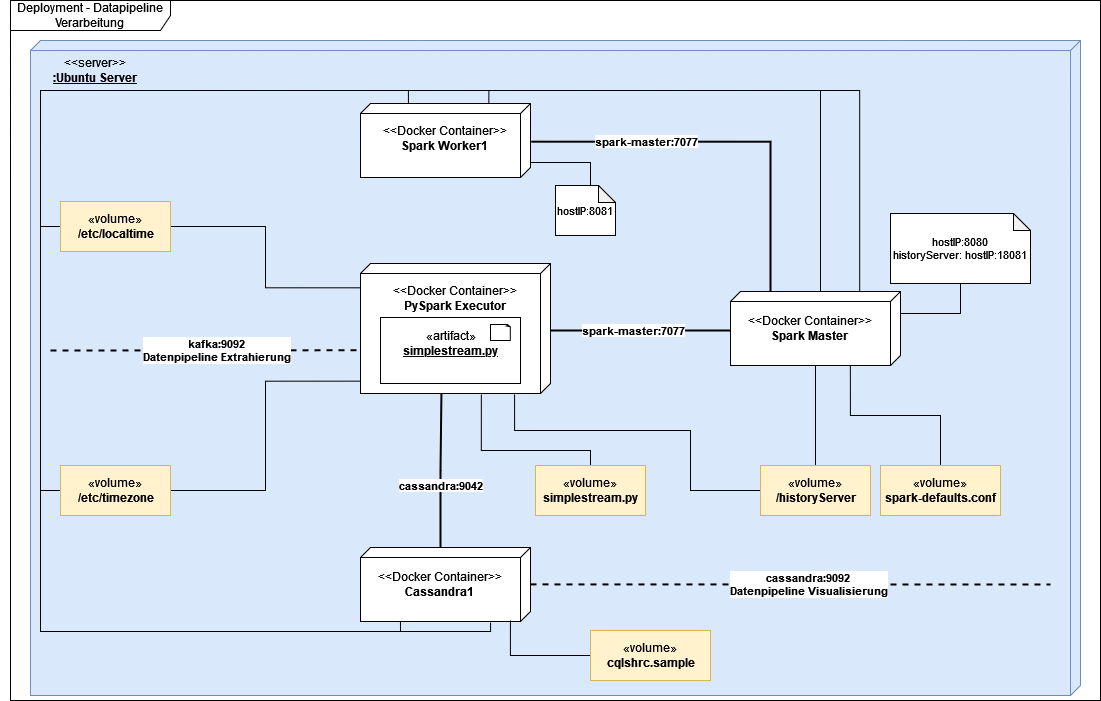 Deployment - Datapipeline
Verarbeitung
<<server>>
:Ubuntu Server
<<Docker Container>>
Spark Worker1
spark-master:7077
hostIP:8081
«volume»
/etc/localtime
hostIP:8080
historyServer: hostIP:18081
<<Docker Container>>
PySpark Executor
«artifact»
simplestream.py
spark-master:7077
<<Docker Container>>
Spark Master
kafka:9092
Datenpipeline Extrahierung
«volume»
/etc/timezone
cassandra:9042
«volume»
simplestream.py
«volume»
/historyServer
«volume»
spark-defaults.conf
<<Docker Container>>
Cassandra1
cassandra:9092
Datenpipeline Visualisierung
«volume»
cqlshrc.sample